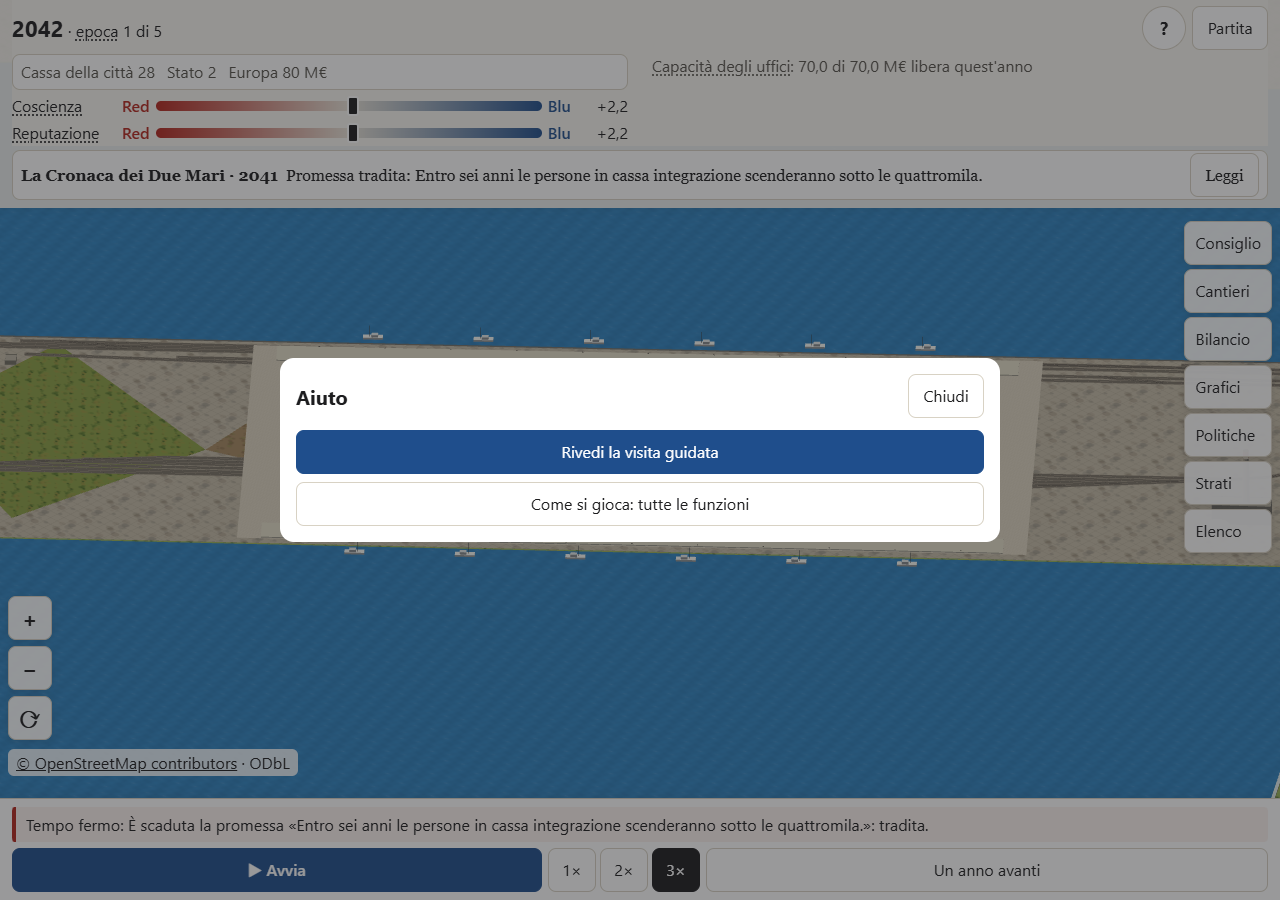 2042 · epoca 1 di 5
? Partita
Cassa della città 28 Stato 2 Europa 80 M€
Capacità degli uffici: 70,0 di 70,0 M€ libera quest'anno
Coscienza Red Blu +2,2
Reputazione Red Blu +2,2
La Cronaca dei Due Mari · 2041 Promessa tradita: Entro sei anni le persone in cassa integrazione scenderanno sotto le quattromila. Leggi
Consiglio
Cantieri
Bilancio
Grafici
Politiche
Strati
Elenco
Aiuto
Chiudi
Rivedi la visita guidata
Come si gioca: tutte le funzioni
+
−
© OpenStreetMap contributors · ODbL
Tempo fermo: È scaduta la promessa «Entro sei anni le persone in cassa integrazione scenderanno sotto le quattromila.»: tradita.
▶ Avvia 1× 2× 3× Un anno avanti